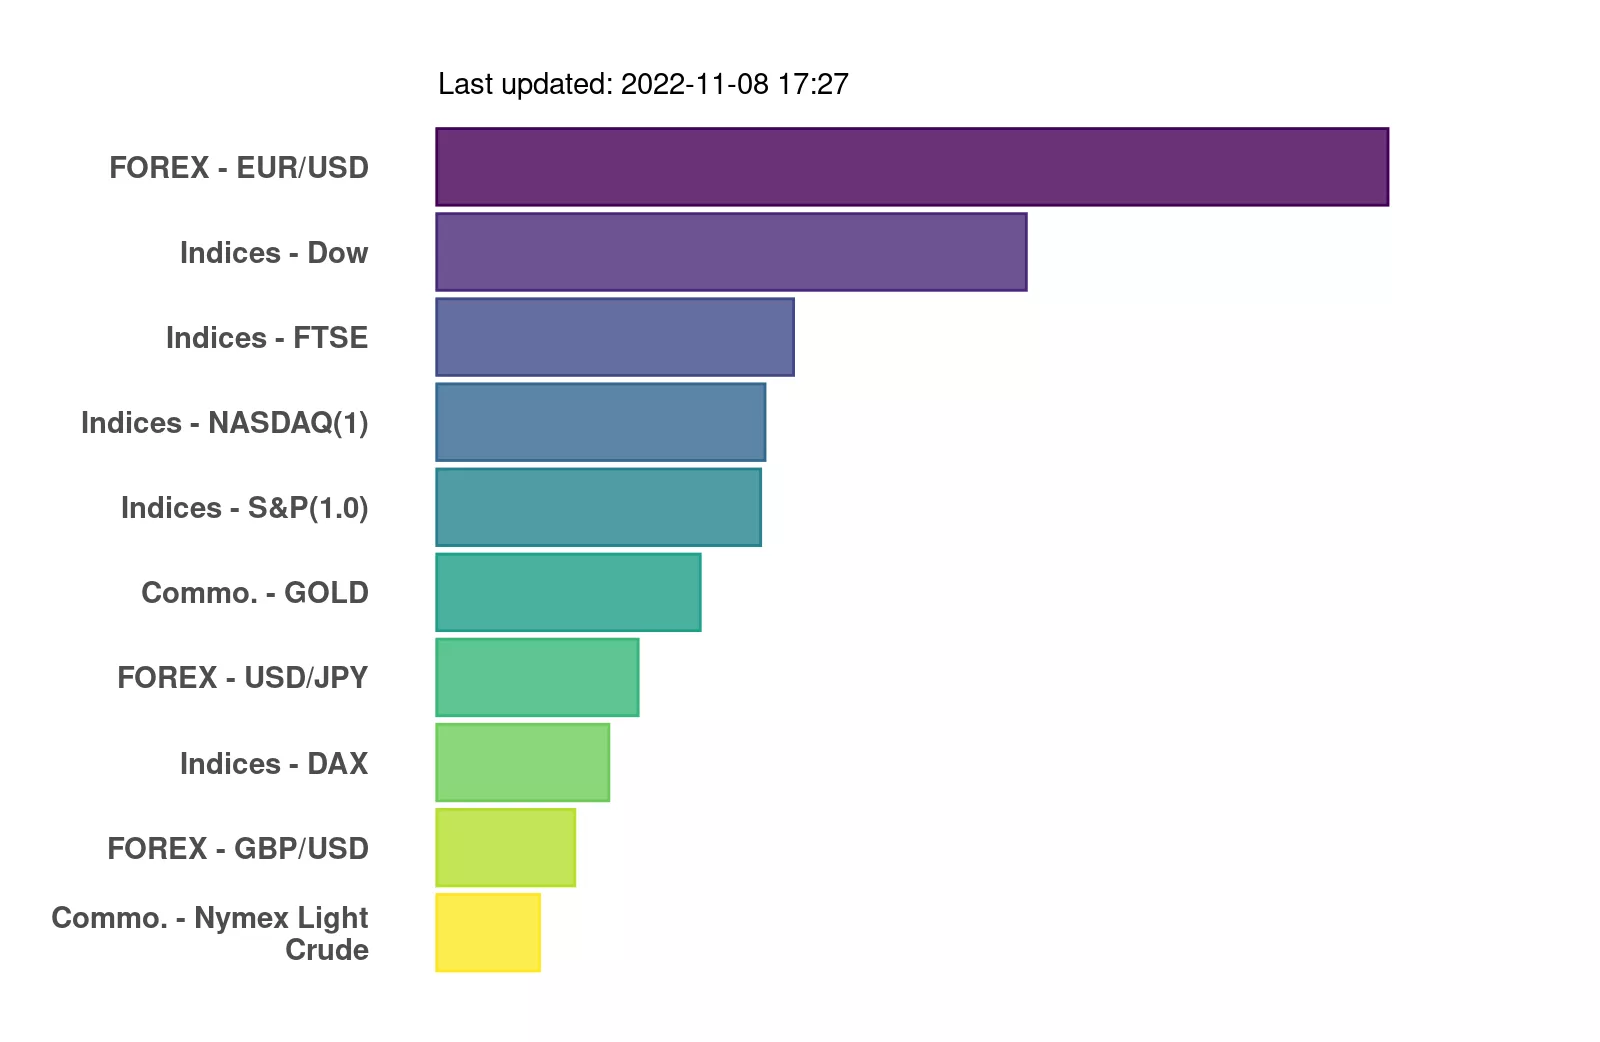 Last updated: 2022-11-08 17:27
FOREX - EUR/USD
Indices - Dow
Indices - FTSE
Indices - NASDAQ(1)
Indices - S&P(1.0)
Commo. - GOLD
FOREX - USD/JPY
Indices - DAX
FOREX - GBP/USD
Commo. - Nymex Light
Crude